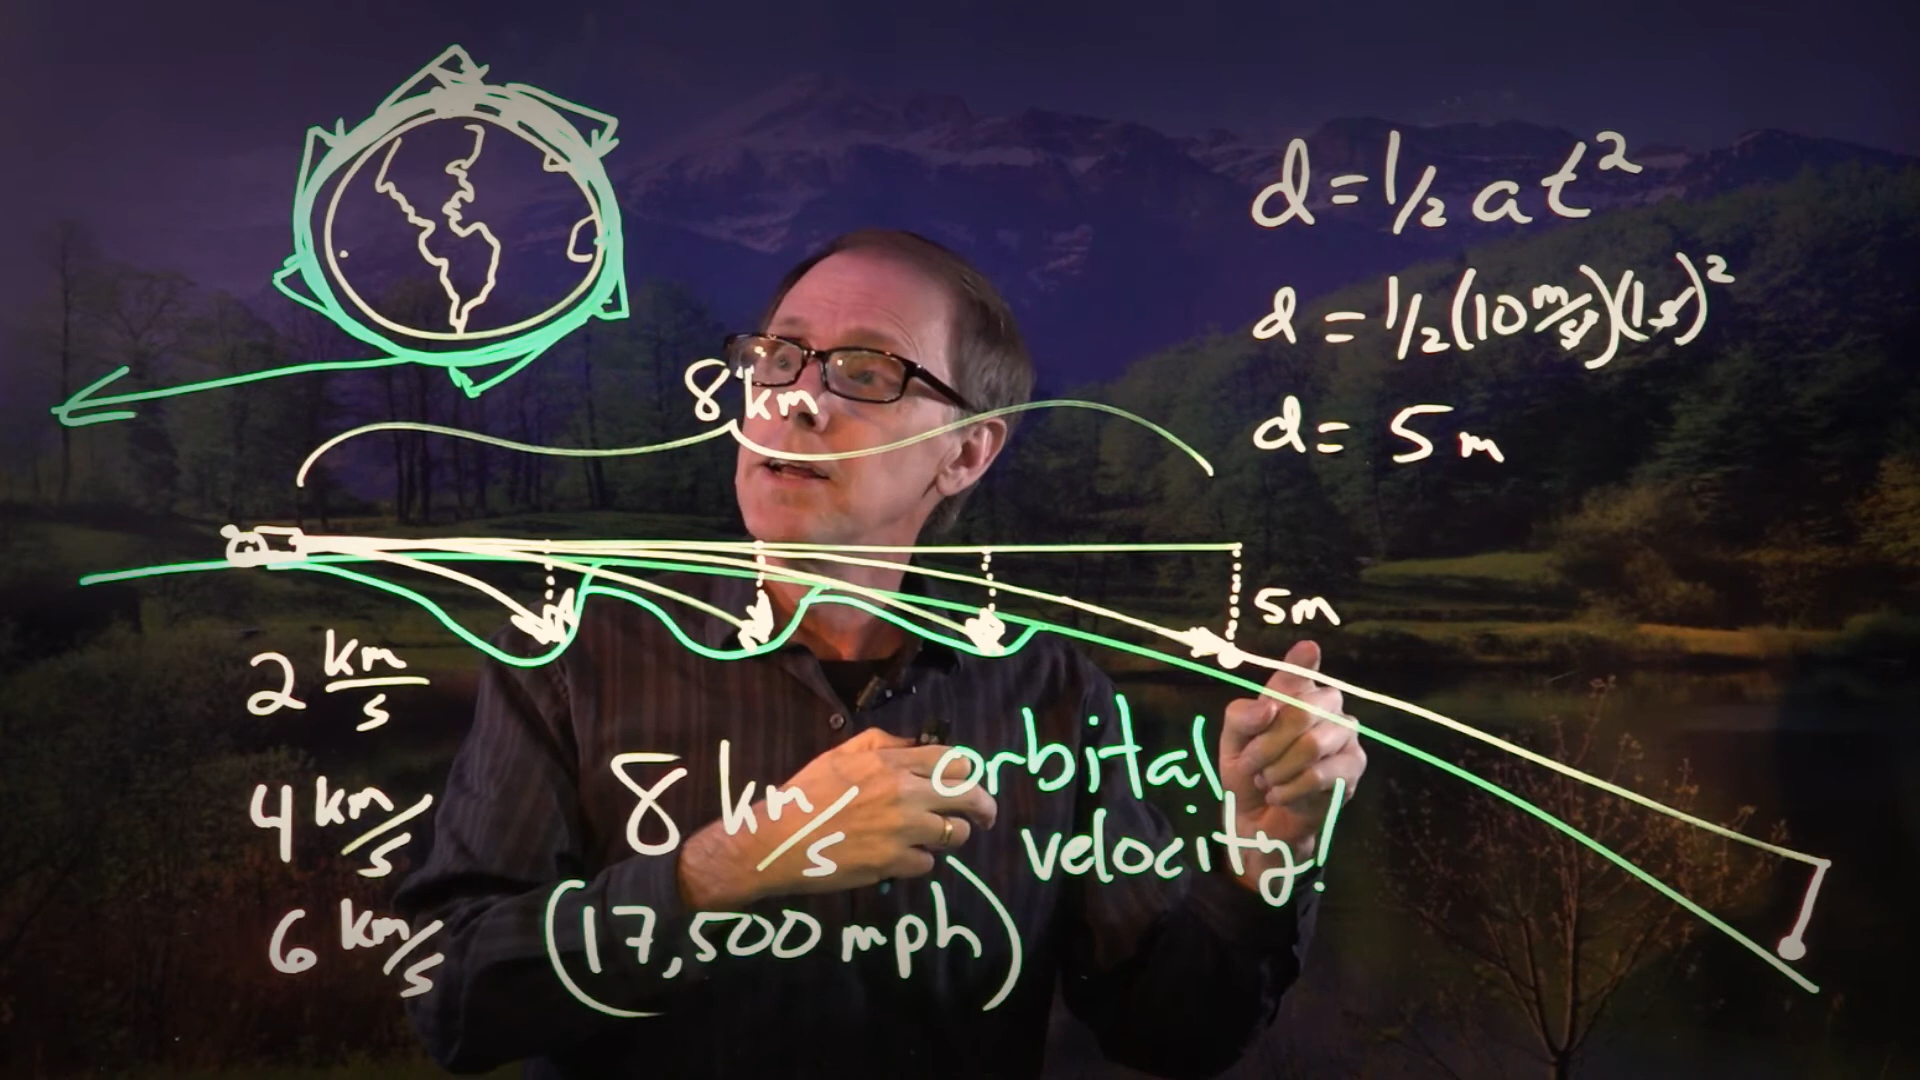 d = 1/2 a t²
d = 1/2 (10 m/s²)(1 s)²
d = 5 m
8 km
5m
2 km/s
4 km/s
6 km/s
8 km/s
(17,500 mph)
orbital
velocity!